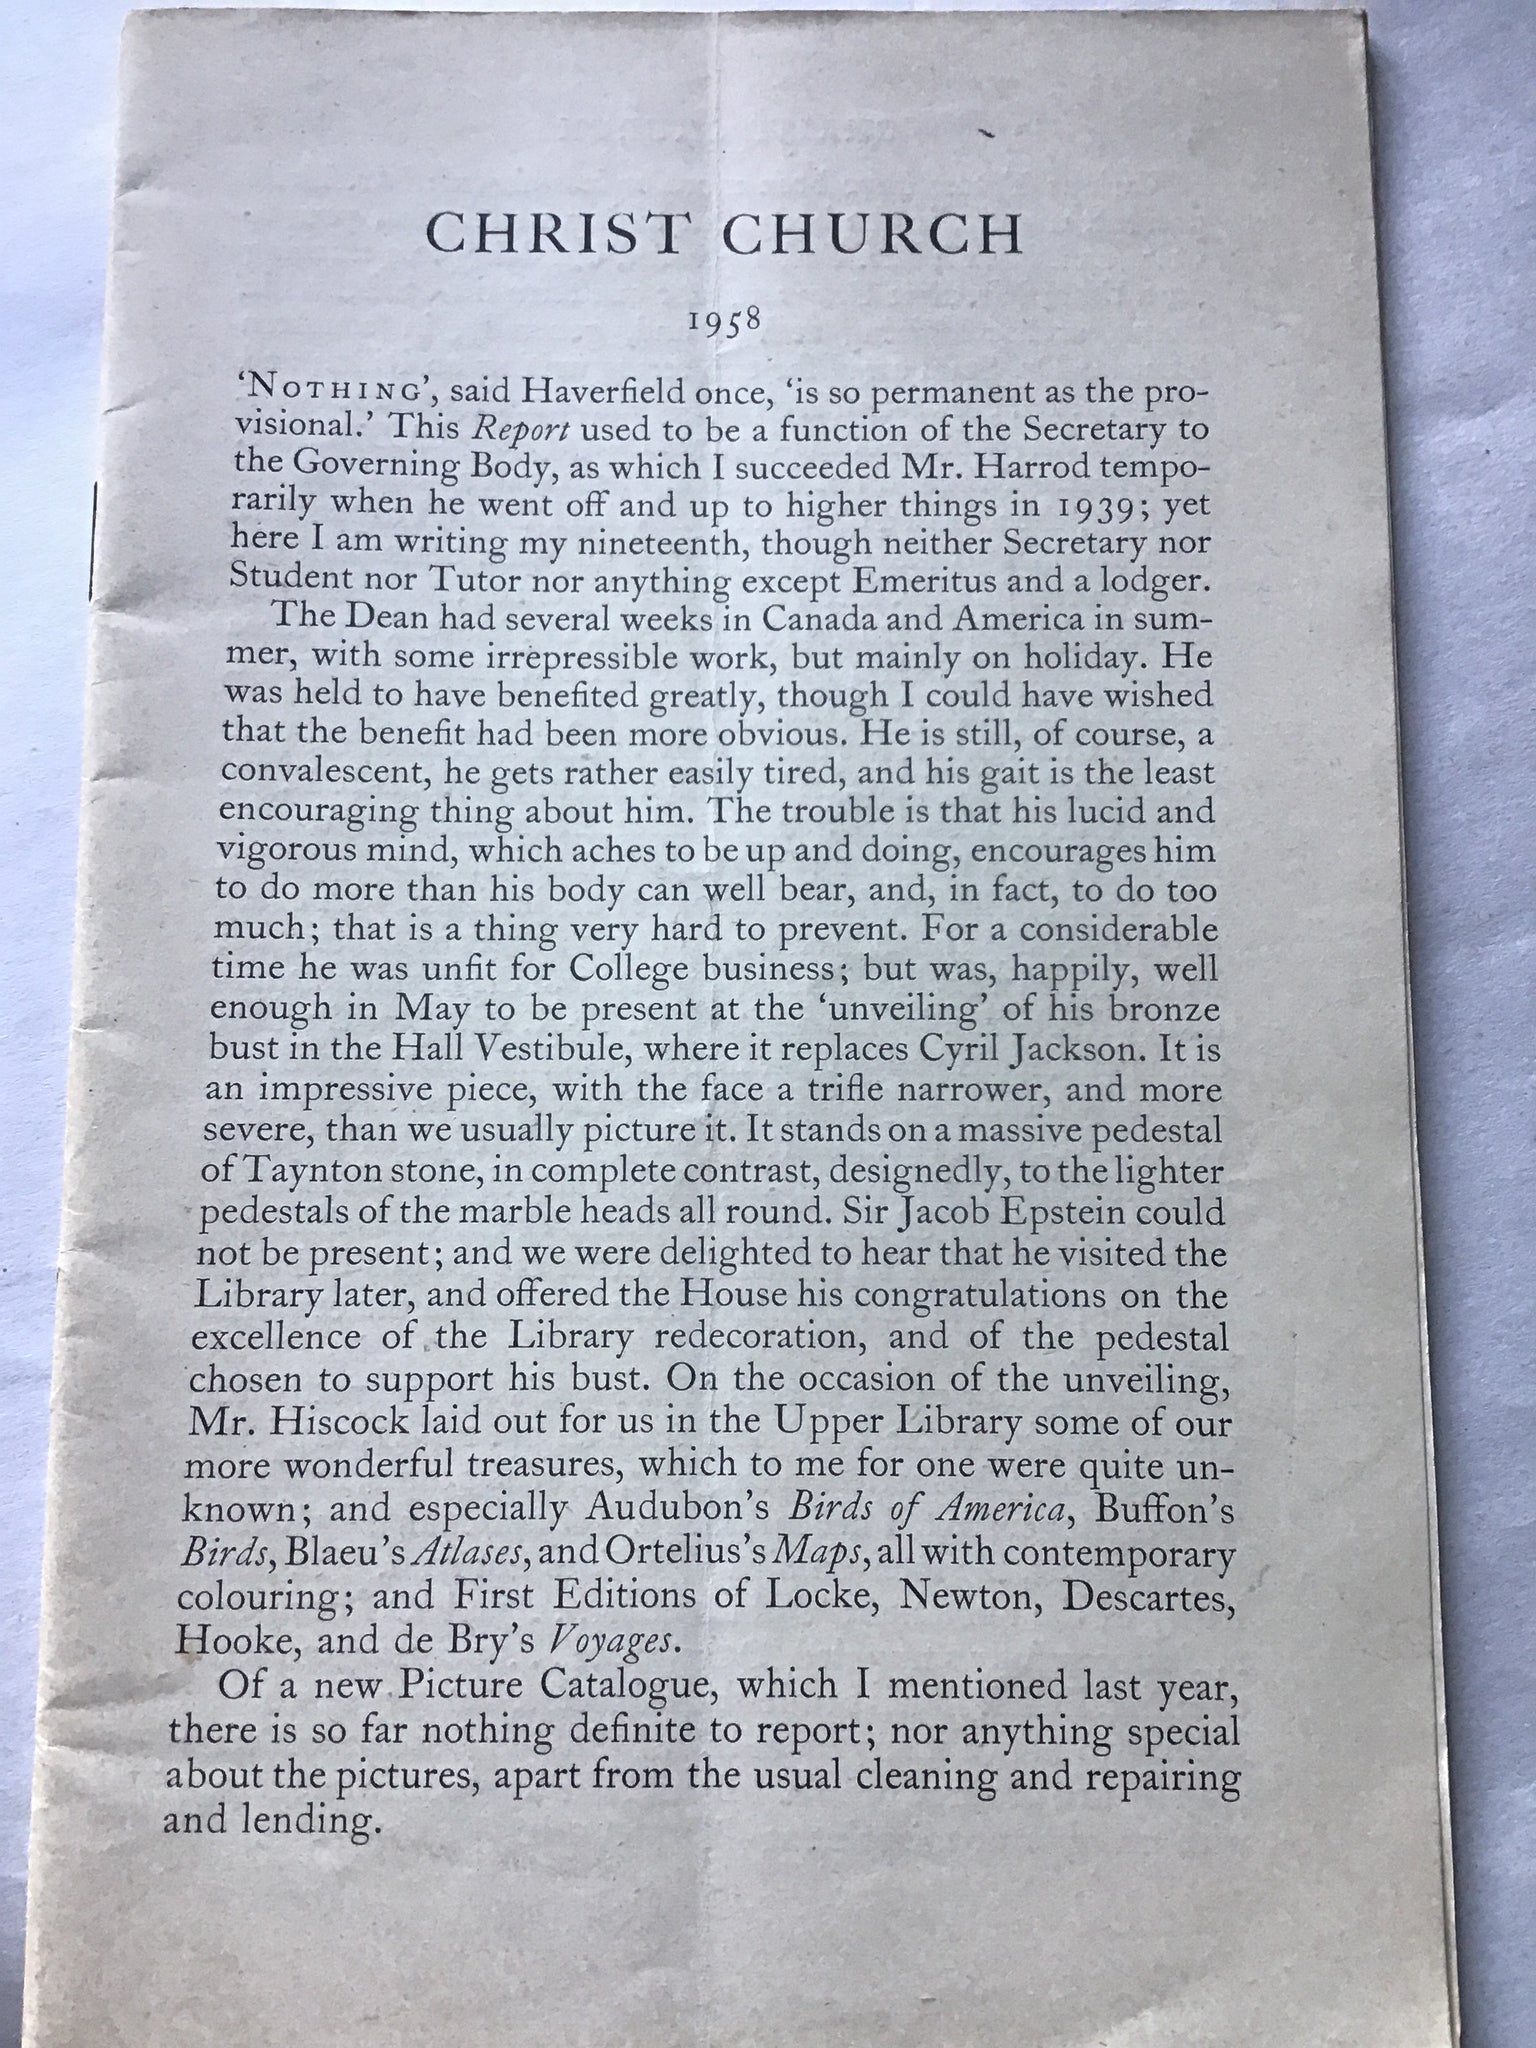 CHRIST CHURCH
1958
‘NOTHING’, said Haverfield once, ‘is so permanent as the pro-
visional.’ This Report used to be a function of the Secretary to
the Governing Body, as which I succeeded Mr. Harrod tempo-
rarily when he went off and up to higher things in 1939; yet
here I am writing my nineteenth, though neither Secretary nor
Student nor Tutor nor anything except Emeritus and a lodger.
The Dean had several weeks in Canada and America in sum-
mer, with some irrepressible work, but mainly on holiday. He
was held to have benefited greatly, though I could have wished
that the benefit had been more obvious. He is still, of course, a
convalescent, he gets rather easily tired, and his gait is the least
encouraging thing about him. The trouble is that his lucid and
vigorous mind, which aches to be up and doing, encourages him
to do more than his body can well bear, and, in fact, to do too
much; that is a thing very hard to prevent. For a considerable
time he was unfit for College business; but was, happily, well
enough in May to be present at the ‘unveiling’ of his bronze
bust in the Hall Vestibule, where it replaces Cyril Jackson. It is
an impressive piece, with the face a trifle narrower, and more
severe, than we usually picture it. It stands on a massive pedestal
of Taynton stone, in complete contrast, designedly, to the lighter
pedestals of the marble heads all round. Sir Jacob Epstein could
not be present; and we were delighted to hear that he visited the
Library later, and offered the House his congratulations on the
excellence of the Library redecoration, and of the pedestal
chosen to support his bust. On the occasion of the unveiling,
Mr. Hiscock laid out for us in the Upper Library some of our
more wonderful treasures, which to me for one were quite un-
known; and especially Audubon’s Birds of America, Buffon’s
Birds, Blaeu’s Atlases, and Ortelius’s Maps, all with contemporary
colouring; and First Editions of Locke, Newton, Descartes,
Hooke, and de Bry’s Voyages.
Of a new Picture Catalogue, which I mentioned last year,
there is so far nothing definite to report; nor anything special
about the pictures, apart from the usual cleaning and repairing
and lending.